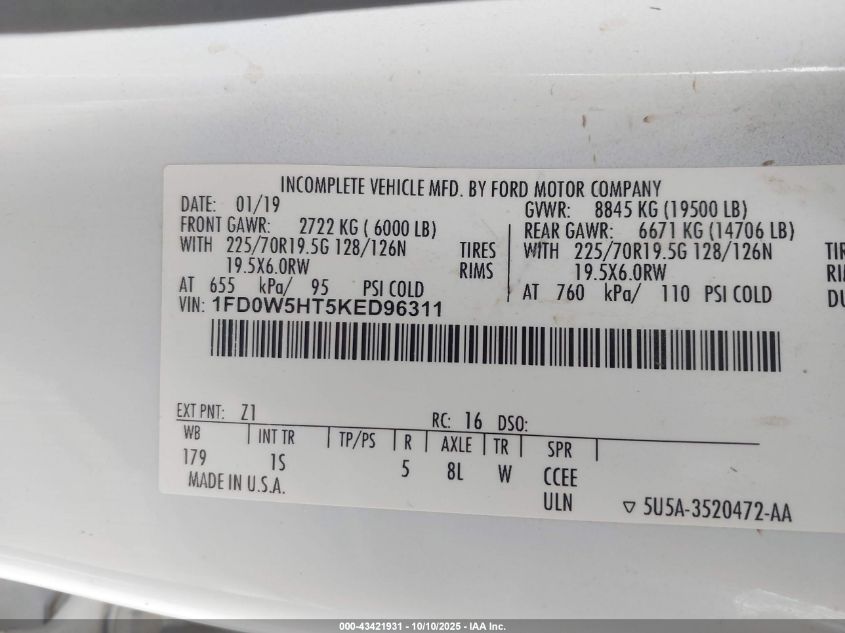 INCOMPLETE VEHICLE MFD. BY FORD MOTOR COMPANY
DATE: 01/19 GVWR: 8845 KG (19500 LB)
FRONT GAWR: 2722 KG ( 6000 LB) REAR GAWR: 6671 KG (14706 LB)
WITH 225/70R19.5G 128/126N TIRES WITH 225/70R19.5G 128/126N
19.5X6.0RW RIMS 19.5X6.0RW
AT 655 kPa/ 95 PSI COLD AT 760 kPa/ 110 PSI COLD
VIN: 1FD0W5HT5KED96311
EXT PNT: Z1 RC: 16 DSO:
WB INT TR TP/PS R AXLE TR SPR
179 1S 5 8L W CCEE
MADE IN U.S.A. ULN
5U5A-3520472-AA
000-43421931 - 10/10/2025 - IAA Inc.